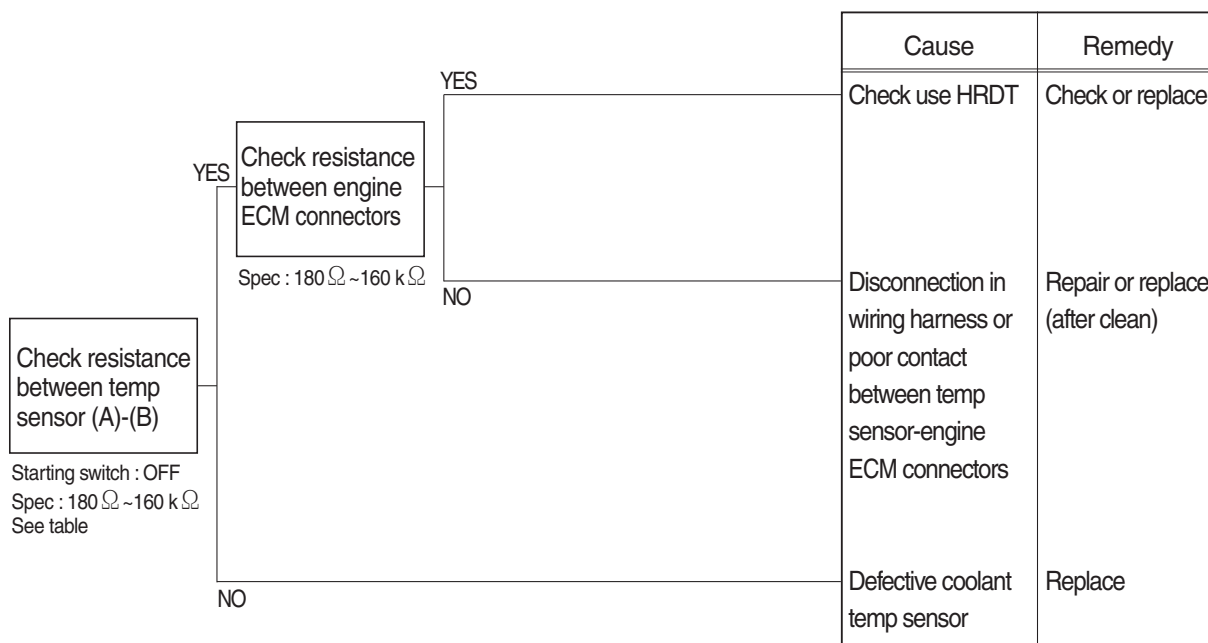 Cause Remedy
YES
Check use HRDT Check or replace
YES
Check resistance
between engine
ECM connectors
Spec : 180 Ω ~160 k Ω
NO
Disconnection in
wiring harness or
poor contact
between temp
sensor-engine
ECM connectors
Repair or replace
(after clean)
Check resistance
between temp
sensor (A)-(B)
Starting switch : OFF
Spec : 180 Ω ~160 k Ω
See table
NO
Defective coolant
temp sensor
Replace